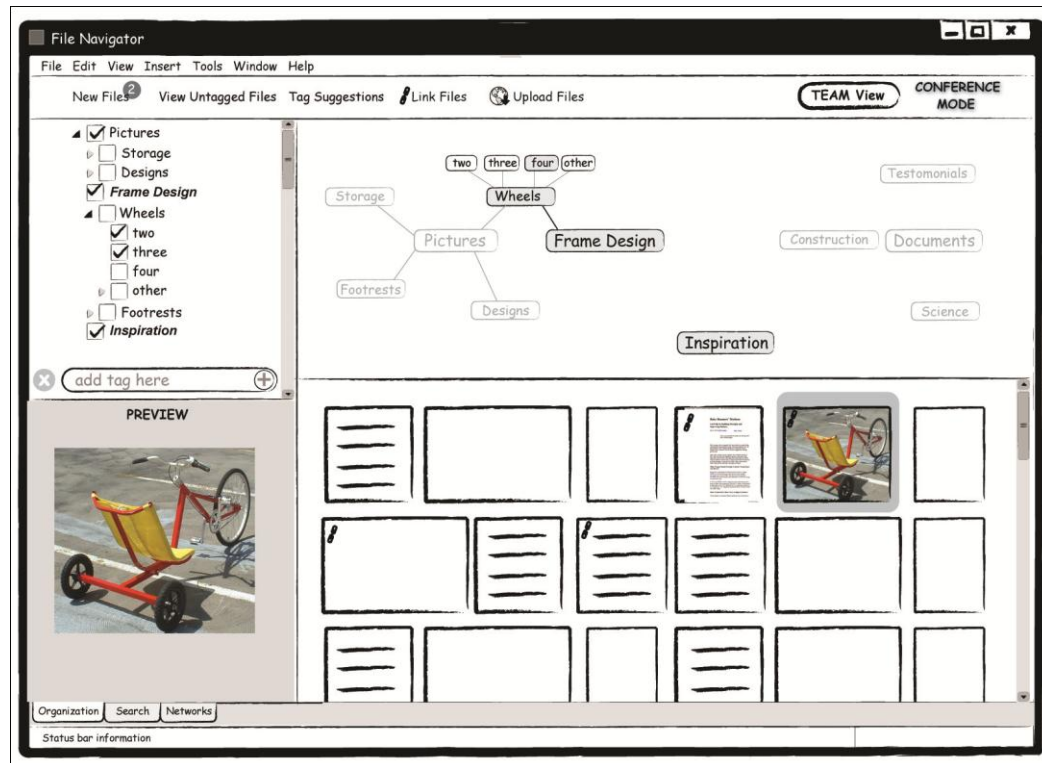 File Navigator
File Edit View Insert Tools Window Help
New Files 2 View Untagged Files Tag Suggestions Link Files Upload Files TEAM View CONFERENCE MODE
Pictures
Storage
Designs
Frame Design
Wheels
two
three
four
other
Footrests
Inspiration
add tag here
PREVIEW
two three four other
Testomonials
Storage Wheels
Pictures Frame Design Construction Documents
Footrests
Designs Science
Inspiration
Organization Search Networks
Status bar information